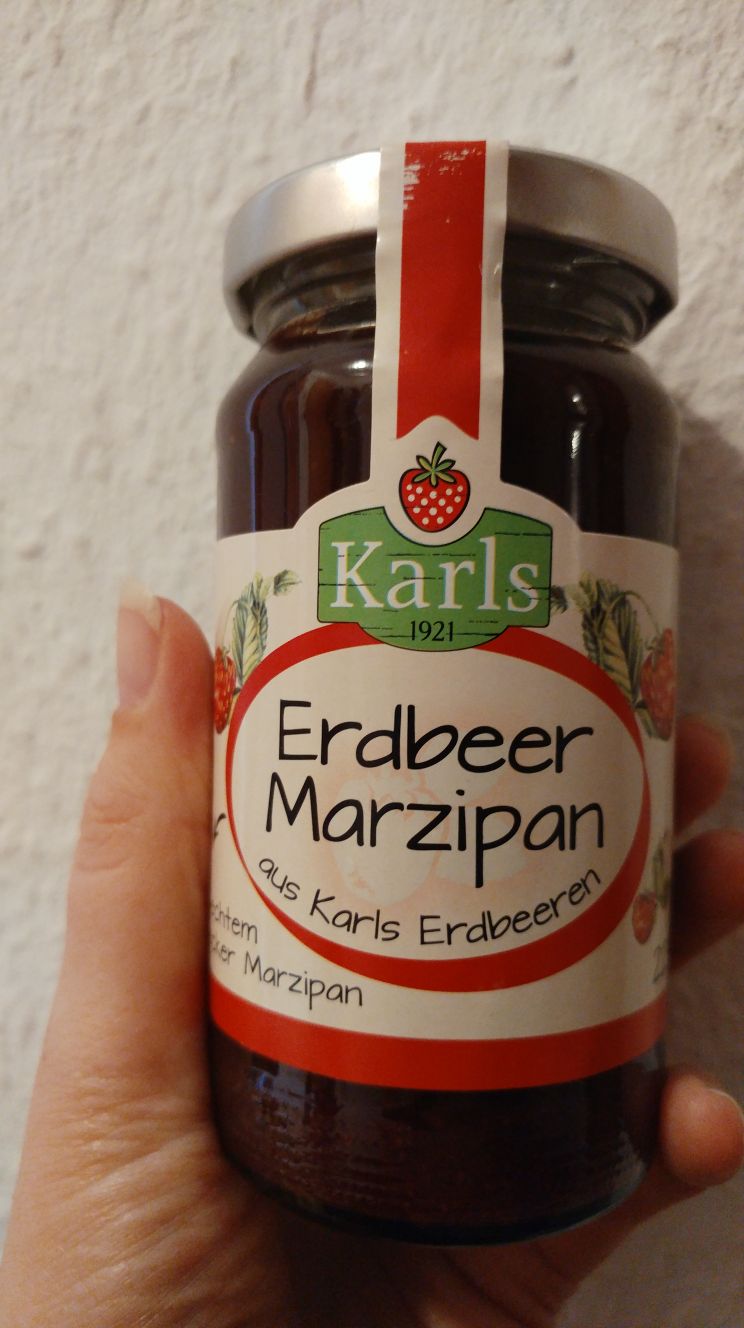 Karls
1921
Erdbeer
Marzipan
aus Karls Erdbeeren
Marzipan